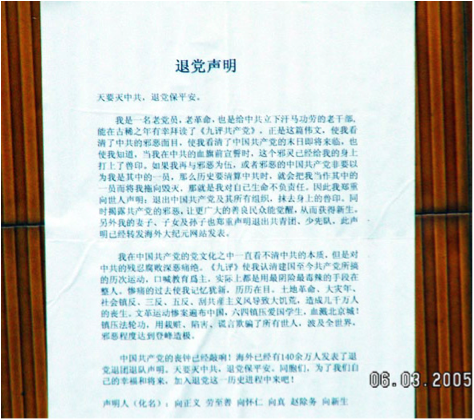 退党声明
天要灭中共，退党保平安。
我是一名老党员，老革命，也是给中共立下汗马功劳的老干部，
能在古稀之年有幸拜读了《九评共产党》，正是这篇伟文，使我看
清了中共的邪恶面目，使我看清了中国共产党的末日即将来临，也
使我知道，当我在中共的血旗前宣誓时，这个邪灵已经给我的身上
打上了兽印。如果我再与邪恶为伍，或者邪恶的中国共产党非要以
为我是其中的一员，那么历史要清算中共时，就会把我当作其中的
一员而将我拖向毁灭，那就是我对自己生命不负责任。因此我郑重
向世人声明：退出中国共产党及其所有组织，抹去身上的兽印。同
时揭露共产党的邪恶，让更广大的善良民众能觉醒，从而获得新生。
另外我的妻子、子女及孙子也郑重声明退出共青团、少先队，此声
明已经转发海外大纪元网站发表。
我在中国共产党的党文化之中一直看不清中共的本质，但是对
中共的残忍腐败深恶痛绝。《九评》使我认清建国至今共产党所搞
的历次运动，口喊教育为主，实际上都是用最阴险最毒辣的手段在
整人，惨痛的过去使我记忆犹新，历历在目。土地革命、大灾年、
社会镇反、三反、五反、刮共产主义风导致大饥荒，造成几千万人
的丧生。文革运动惨案遍布中国，六四镇压爱国学生，血溅北京城！
镇压法轮功，用栽赃、陷害、谎言欺骗了所有世人，波及全世界，
邪恶程度达到登峰造极。
中国共产党的丧钟已经敲响！海外已经有140余万人发表了退
党退团退队声明。天要灭中共，退党保平安。同胞们，为了我们自
己的幸福和将来，加入退党这一历史进程中来吧！
声明人（化名）：向正义 劳至普 向怀仁 向真 赵除务 向新生
06.03.2005